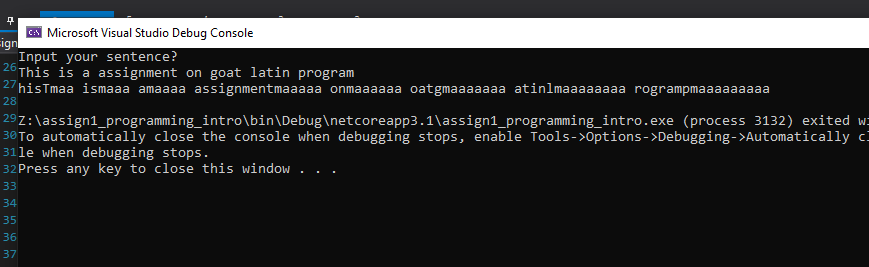 Microsoft Visual Studio Debug Console
sign
Input your sentence?
26
This is a assignment on goat latin program
27
hisTmaa ismaaa amaaaa assignmentmaaaaa onmaaaaaa oatgmaaaaaaa atinlmaaaaaaaa rogrampmaaaaaaaaa
28
29
Z:\assign1_programming_intro\bin\Debug\netcoreapp3.1\assign1_programming_intro.exe (process 3132) exited wi
30
To automatically close the console when debugging stops, enable Tools->Options->Debugging->Automatically cl
31
le when debugging stops.
32
Press any key to close this window . . .
33
34
35
36
37